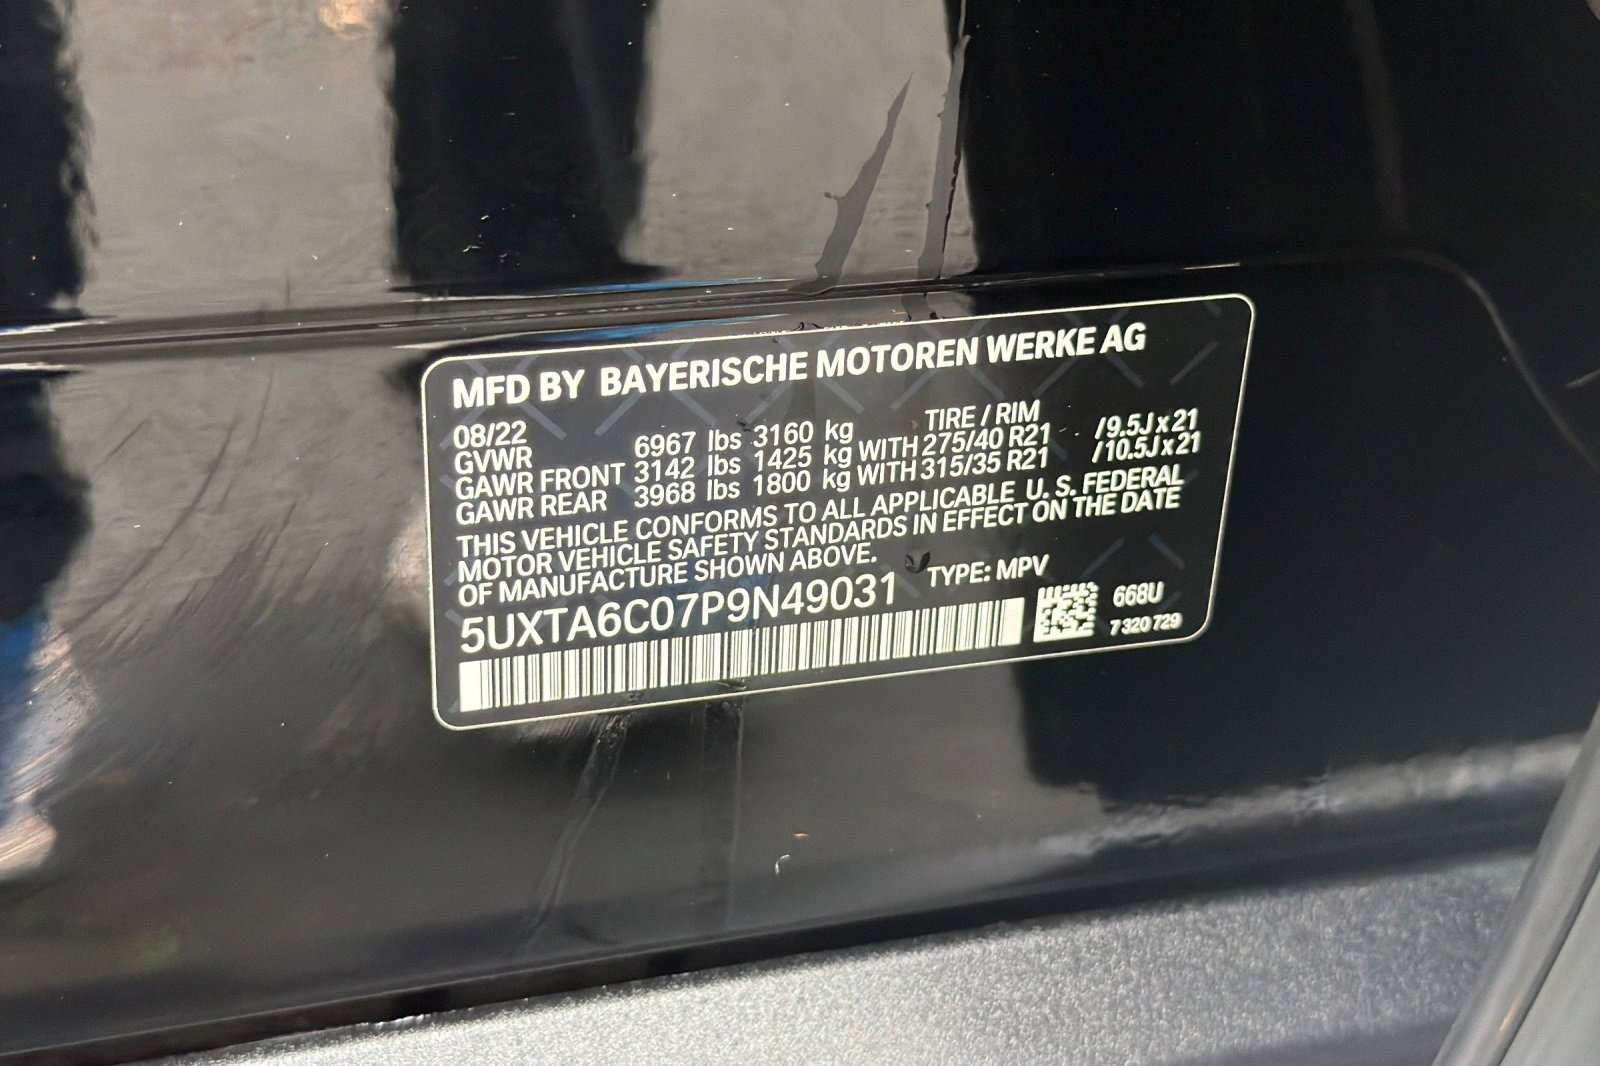 MFD BY BAYERISCHE MOTOREN WERKE AG
08/22 TIRE / RIM
GVWR 6967 lbs 3160 kg
GAWR FRONT 3142 lbs 1425 kg WITH 275/40 R21 /9.5J x 21
GAWR REAR 3968 lbs 1800 kg WITH 315/35 R21 /10.5J x 21
THIS VEHICLE CONFORMS TO ALL APPLICABLE U. S. FEDERAL
MOTOR VEHICLE SAFETY STANDARDS IN EFFECT ON THE DATE
OF MANUFACTURE SHOWN ABOVE.
5UXTA6C07P9N49031 TYPE: MPV
668U
7 320 729